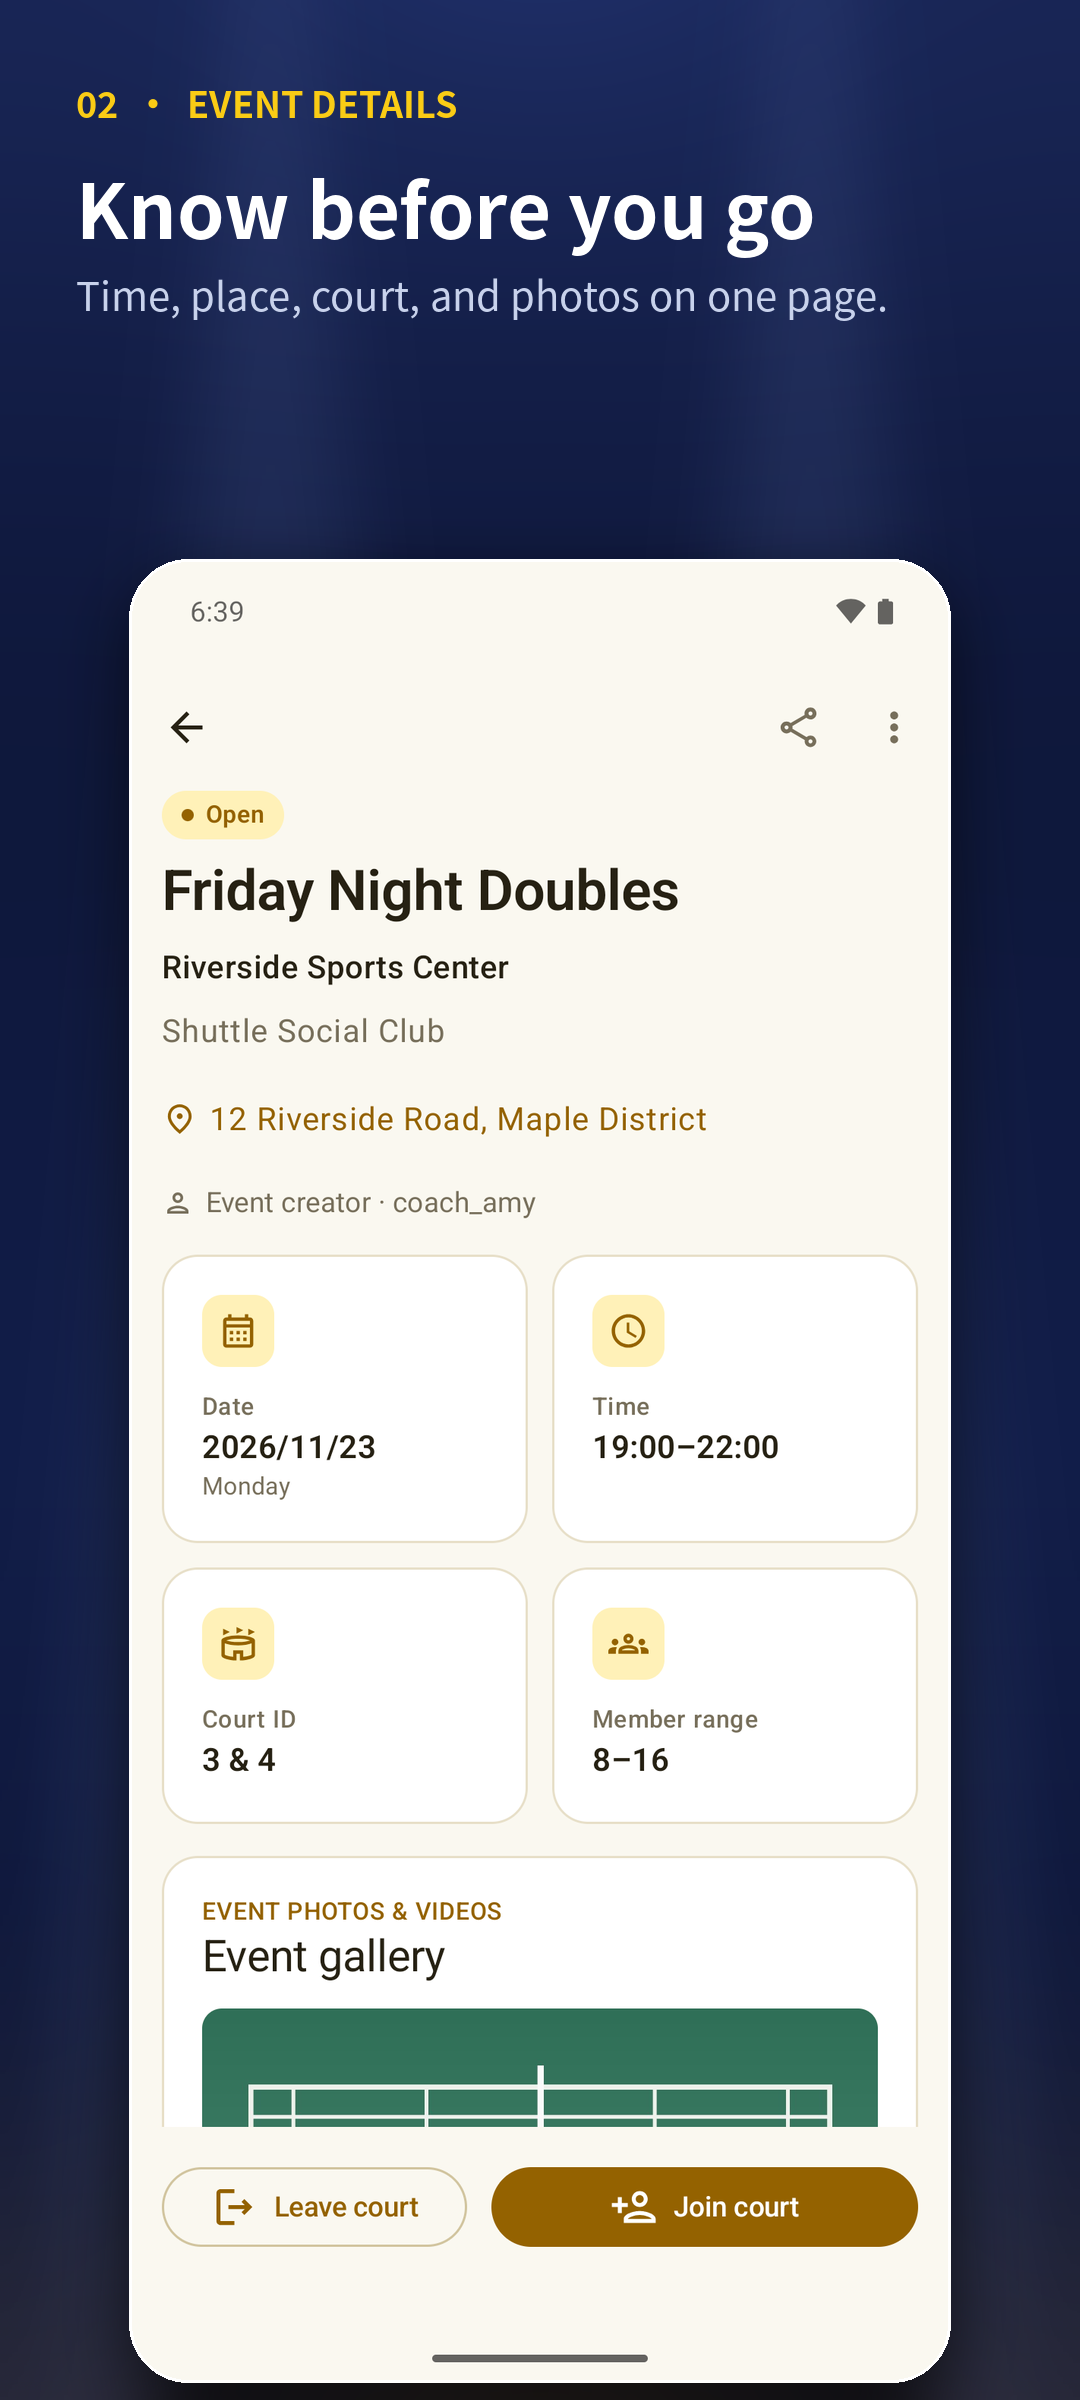 02 • EVENT DETAILS
Know before you go
Time, place, court, and photos on one page.
6:39
Open
Friday Night Doubles
Riverside Sports Center
Shuttle Social Club
12 Riverside Road, Maple District
Event creator · coach_amy
Date
2026/11/23
Monday
Time
19:00–22:00
Court ID
3 & 4
Member range
8–16
EVENT PHOTOS & VIDEOS
Event gallery
Leave court
Join court